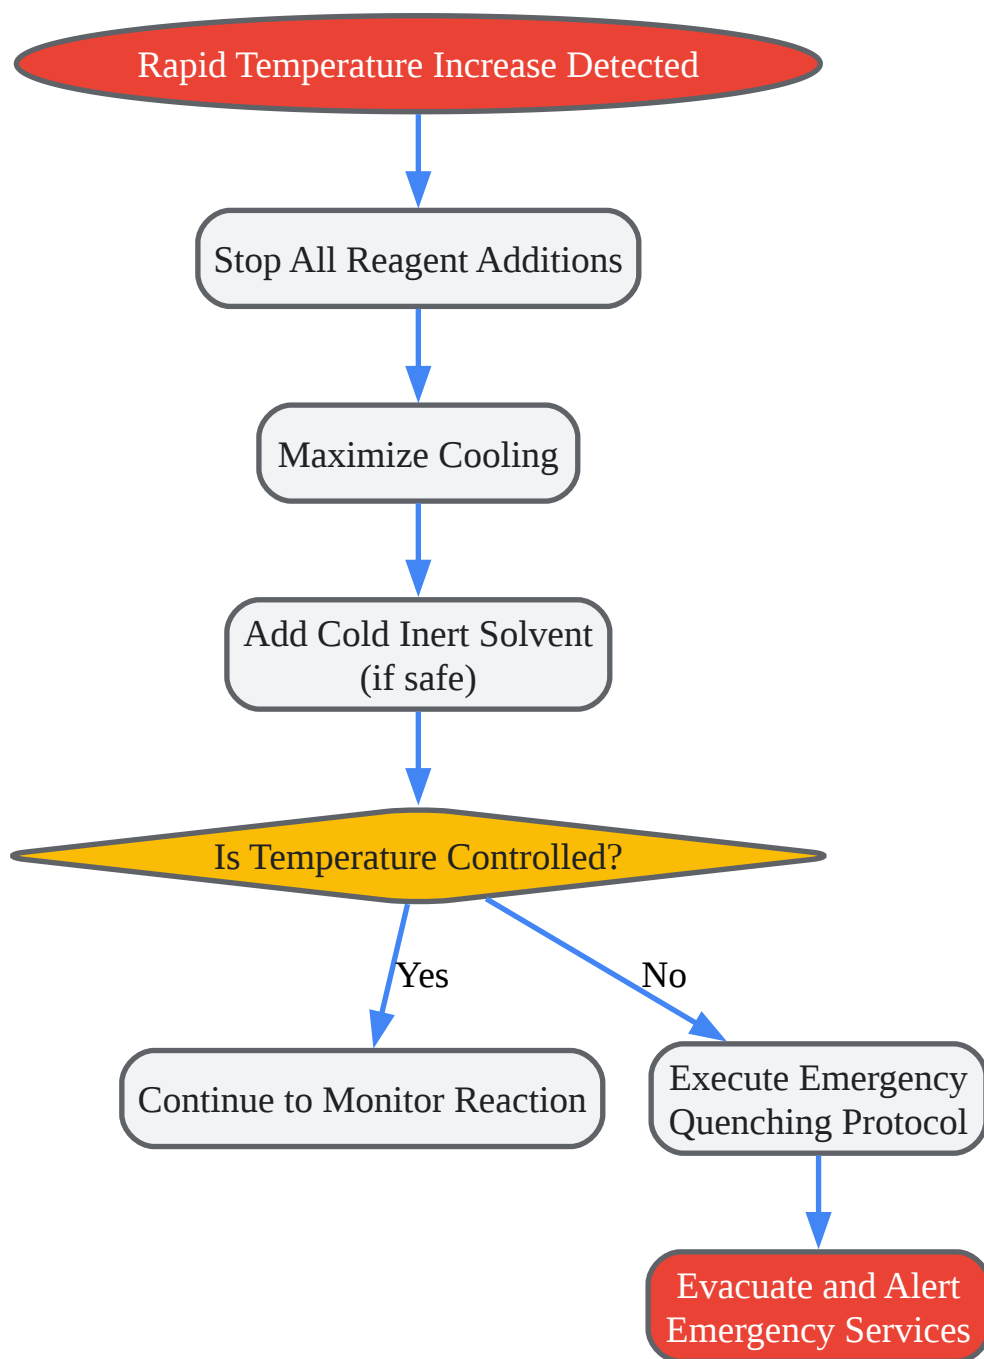 Rapid Temperature Increase Detected
Stop All Reagent Additions
Maximize Cooling
Add Cold Inert Solvent
(if safe)
Is Temperature Controlled?
Yes
No
Continue to Monitor Reaction
Execute Emergency
Quenching Protocol
Evacuate and Alert
Emergency Services